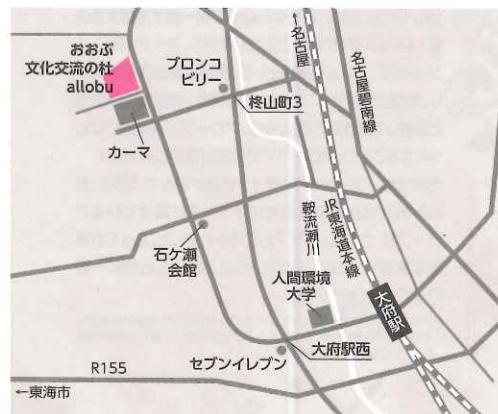 おおぶ
文化交流の杜
allobu
カーマ
ブロンコ
ビリー
柊山町3
←名古屋
名古屋碧南線
JR東海道本線
鞍流瀬川
石ケ瀬
会館
人間環境
大学
大府駅
大府駅西
セブンイレブン
R155
←東海市